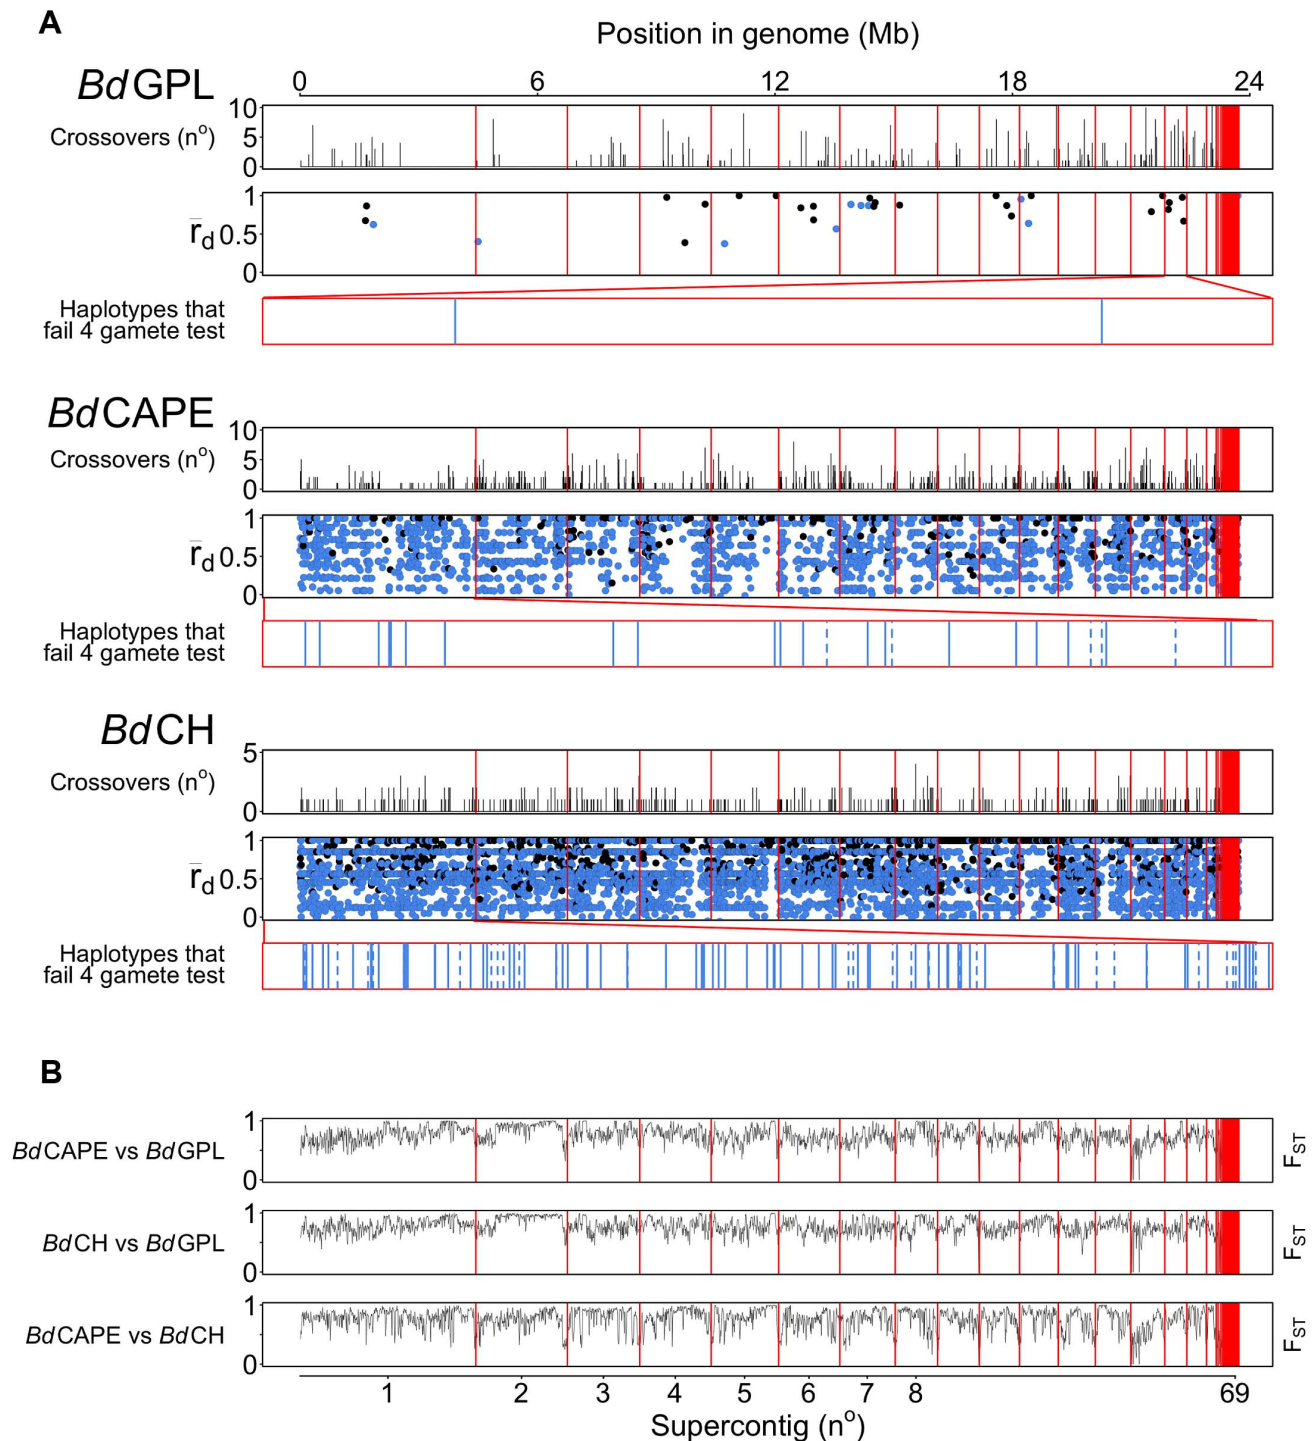 A
Position in genome (Mb)
BdGPL
0 6 12 18 24
Crossovers (nº)
10
5
0
r̅d
1
0.5
0
Haplotypes that
fail 4 gamete test
BdCAPE
Crossovers (nº)
10
5
0
r̅d
1
0.5
0
Haplotypes that
fail 4 gamete test
BdCH
Crossovers (nº)
5
0
r̅d
1
0.5
0
Haplotypes that
fail 4 gamete test
B
BdCAPE vs BdGPL
1
0
FST
BdCH vs BdGPL
1
0
FST
BdCAPE vs BdCH
1
0
FST
1 2 3 4 5 6 7 8 69
Supercontig (nº)